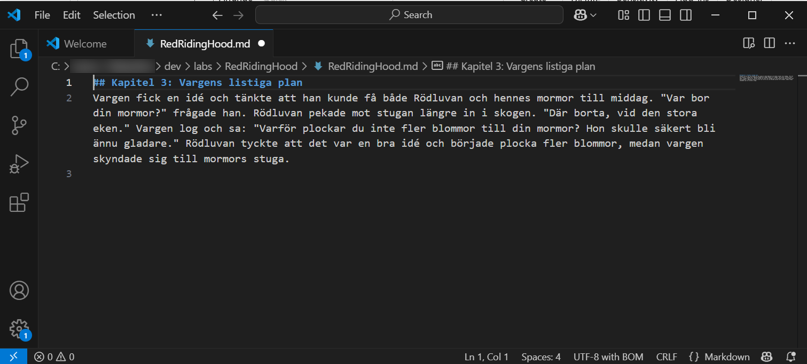 File Edit Selection ··· Search
Welcome RedRidingHood.md
C: > dev > labs > RedRidingHood > RedRidingHood.md > ## Kapitel 3: Vargens listiga plan
1 ## Kapitel 3: Vargens listiga plan
2 Vargen fick en idé och tänkte att han kunde få både Rödluvan och hennes mormor till middag. "Var bor
din mormor?” frågade han. Rödluvan pekade mot stugan längre in i skogen. "Där borta, vid den stora
eken." Vargen log och sa: "Varför plockar du inte fler blommor till din mormor? Hon skulle säkert bli
ännu gladare." Rödluvan tyckte att det var en bra idé och började plocka fler blommor, medan vargen
skyndade sig till mormors stuga.
3
1
1
0 0 Ln 1, Col 1 Spaces: 4 UTF-8 with BOM CRLF {} Markdown